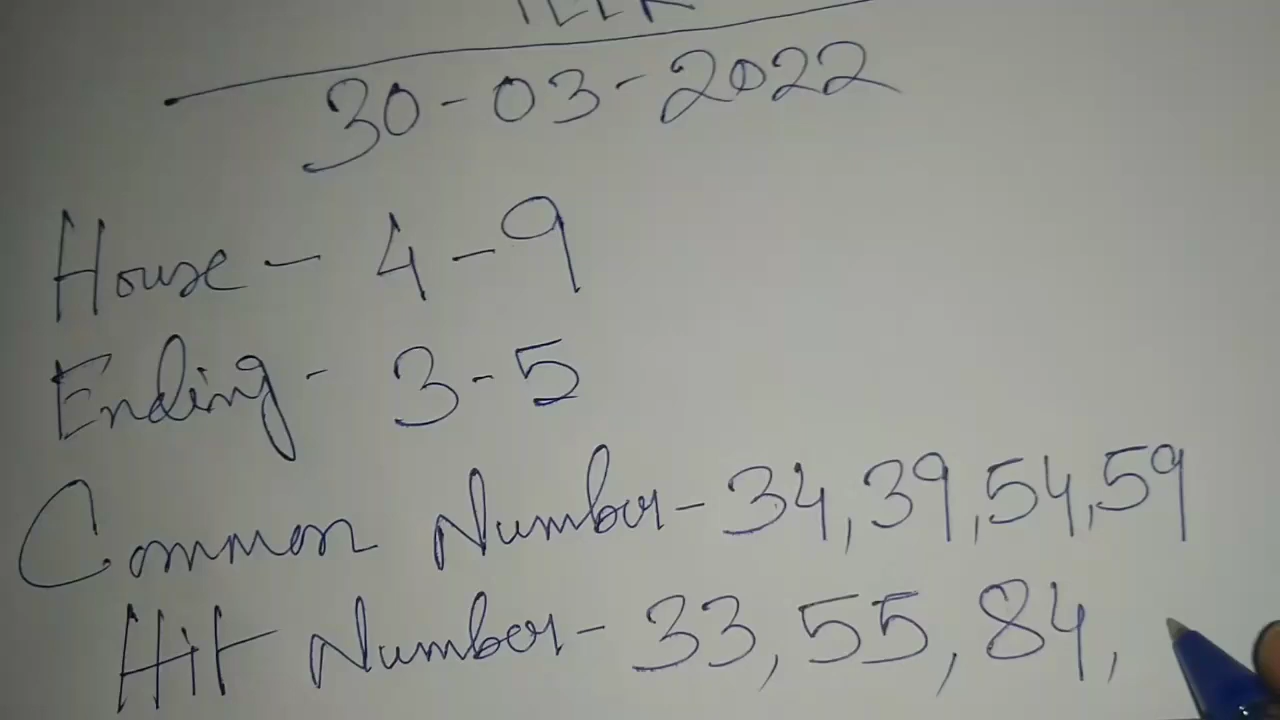 30-03-2022
House - 4-9
Ending - 3-5
Common Number - 34, 39, 54, 59
Hit Number - 33, 55, 84,